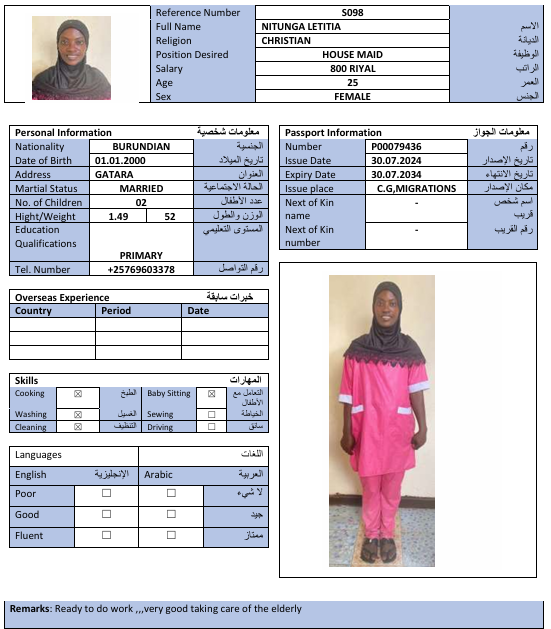 Reference Number S098
Full Name NITUNGA LETITIA الاسم
Religion CHRISTIAN الديانة
Position Desired HOUSE MAID الوظيفة
Salary 800 RIYAL الراتب
Age 25 العمر
Sex FEMALE الجنس
Personal Information معلومات شخصية
Nationality BURUNDIAN الجنسية
Date of Birth 01.01.2000 تاريخ الميلاد
Address GATARA العنوان
Martial Status MARRIED الحالة الاجتماعية
No. of Children 02 عدد الأطفال
Hight/Weight 1.49 52 الوزن والطول
Education المستوى التعليمي
Qualifications
PRIMARY
Tel. Number +25769603378 رقم التواصل
Passport Information معلومات الجواز
Number P00079436 رقم
Issue Date 30.07.2024 تاريخ الإصدار
Expiry Date 30.07.2034 تاريخ الانتهاء
Issue place C.G,MIGRATIONS مكان الإصدار
Next of Kin - اسم شخص
name قريب
Next of Kin - رقم القريب
number
Overseas Experience خبرات سابقة
Country Period Date
Skills المهارات
Cooking ☒ الطبخ Baby Sitting ☒ التعامل مع
الأطفال
Washing ☒ الغسيل Sewing ☐ الخياطة
Cleaning ☒ التنظيف Driving ☐ سائق
Languages اللغات
English الإنجليزية Arabic العربية
Poor ☐ ☐ لا شيء
Good ☐ ☐ جيد
Fluent ☐ ☐ ممتاز
Remarks: Ready to do work ,,,very good taking care of the elderly